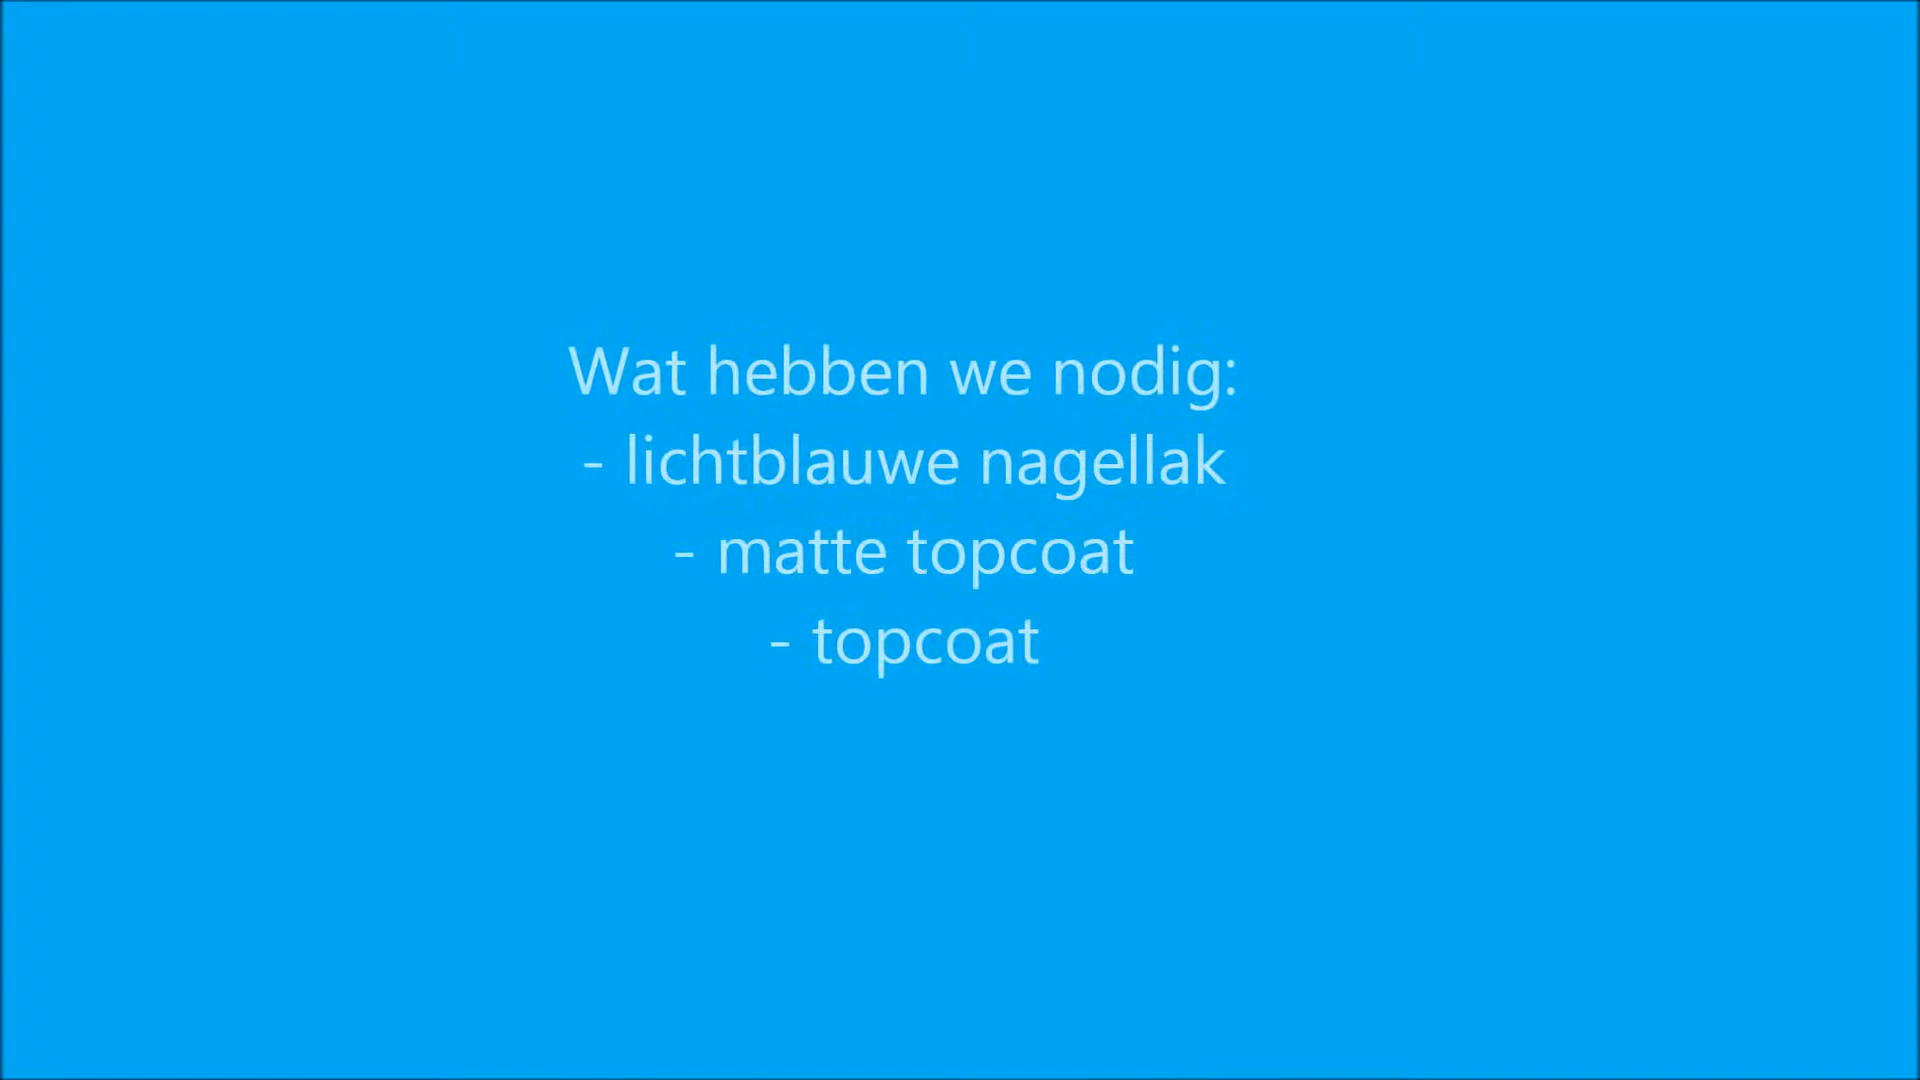 Wat hebben we nodig:
- lichtblauwe nagellak
- matte topcoat
- topcoat